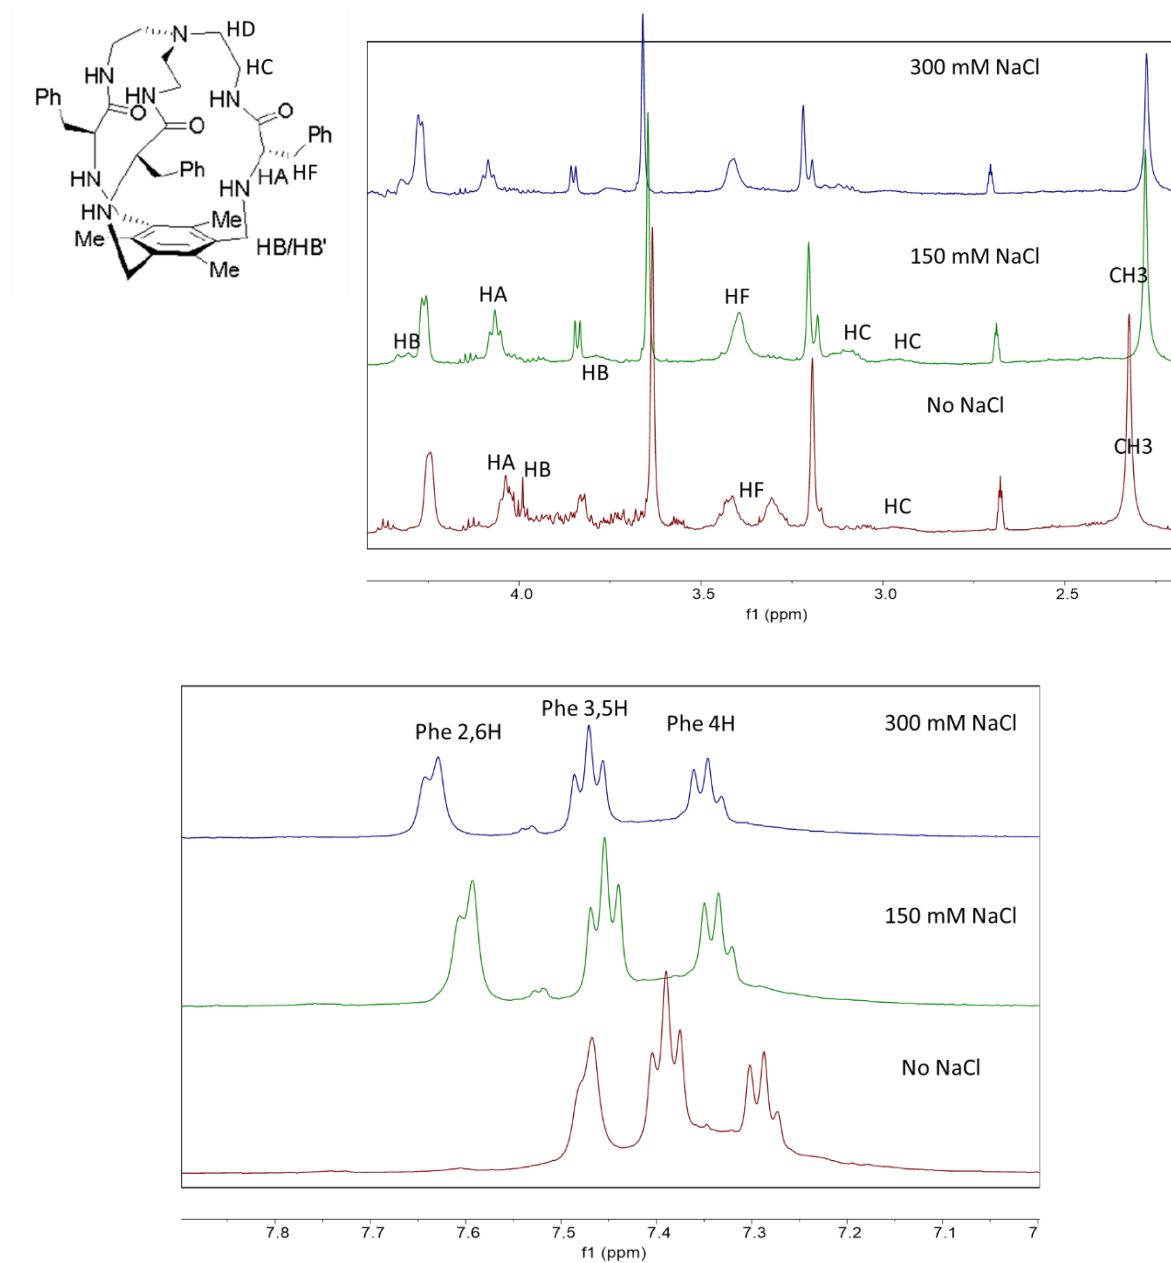 N
HD
HC
HN
HN
HN
O
O
O
Ph
Ph
Ph
HN
HN
HN
HA
HF
Me
Me
Me
HB/HB'
300 mM NaCl
150 mM NaCl
CH3
HA
HF
HB
HC
HC
HB
No NaCl
CH3
HA
HB
HF
HC
4.0
3.5
3.0
2.5
f1 (ppm)
Phe 2,6H
Phe 3,5H
Phe 4H
300 mM NaCl
150 mM NaCl
No NaCl
7.8
7.7
7.6
7.5
7.4
7.3
7.2
7.1
7
f1 (ppm)